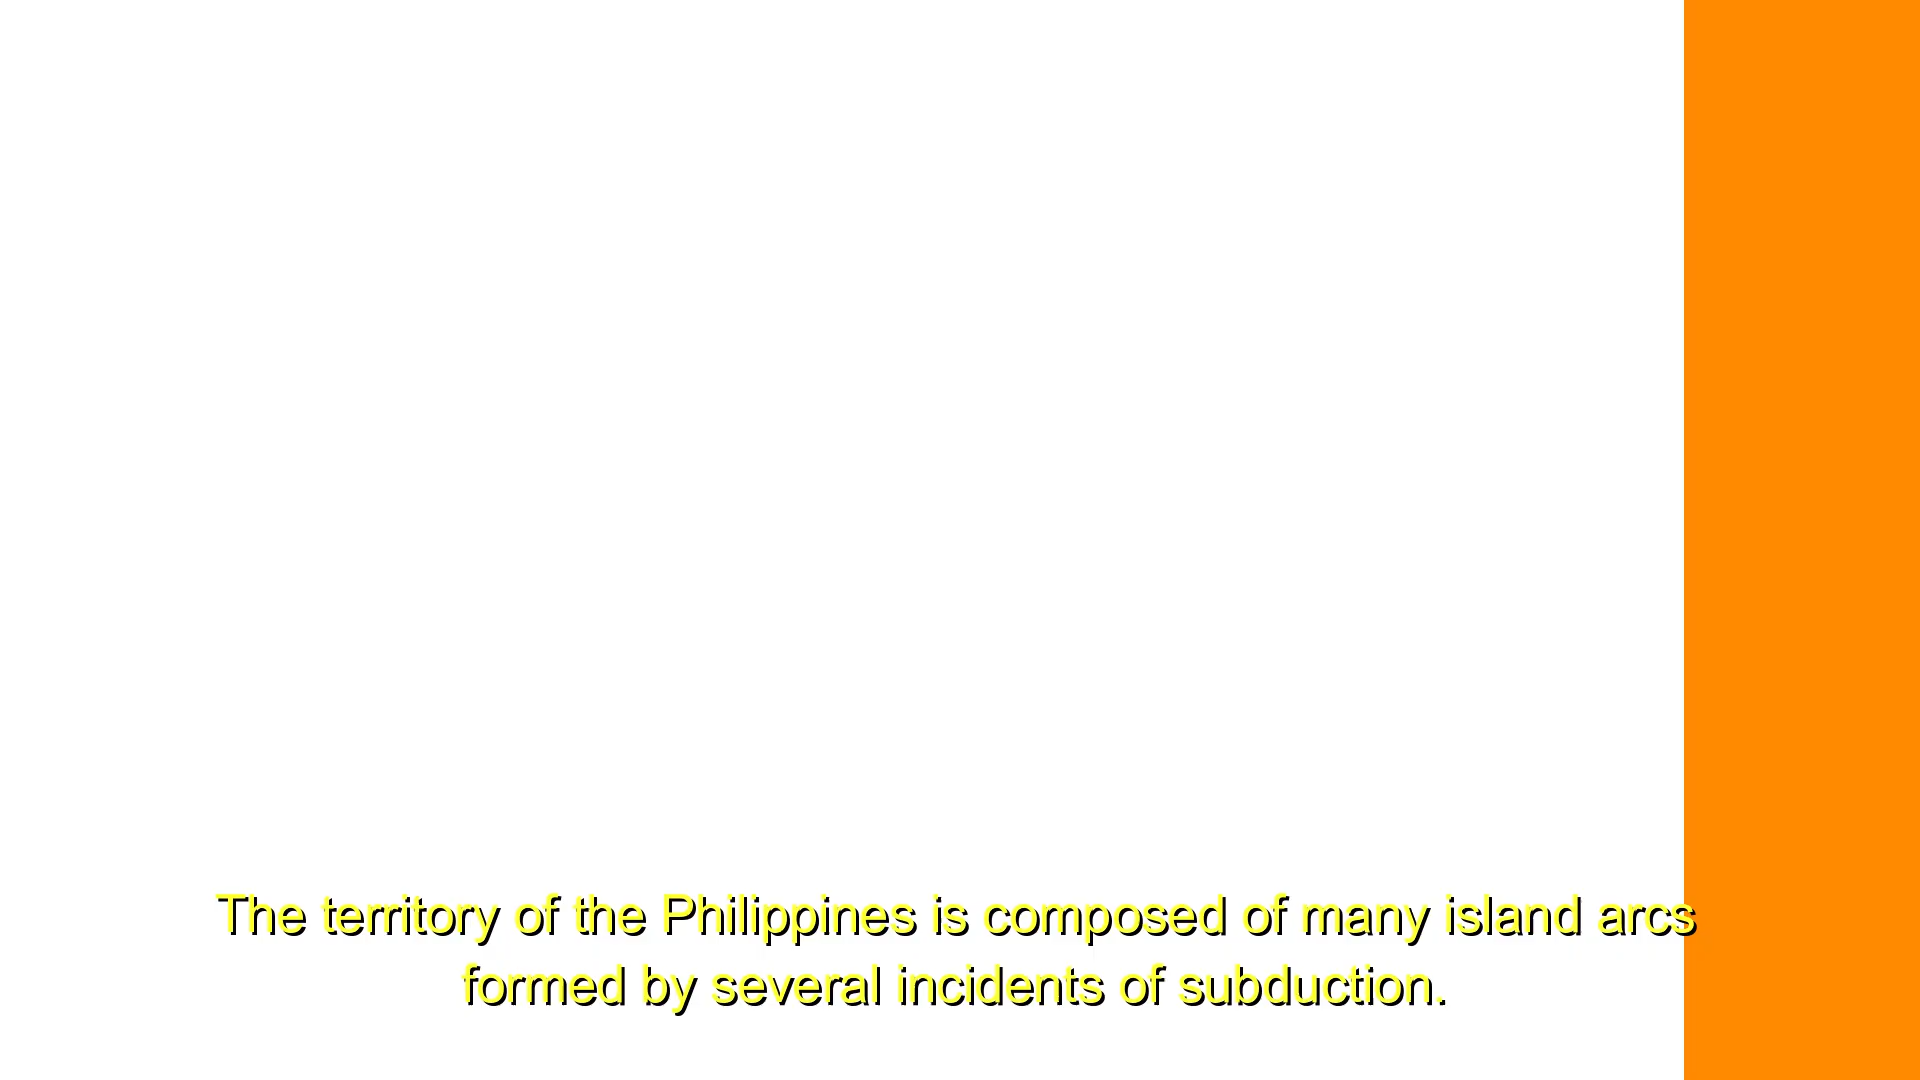 The territory of the Philippines is composed of many island arcs
formed by several incidents of subduction.